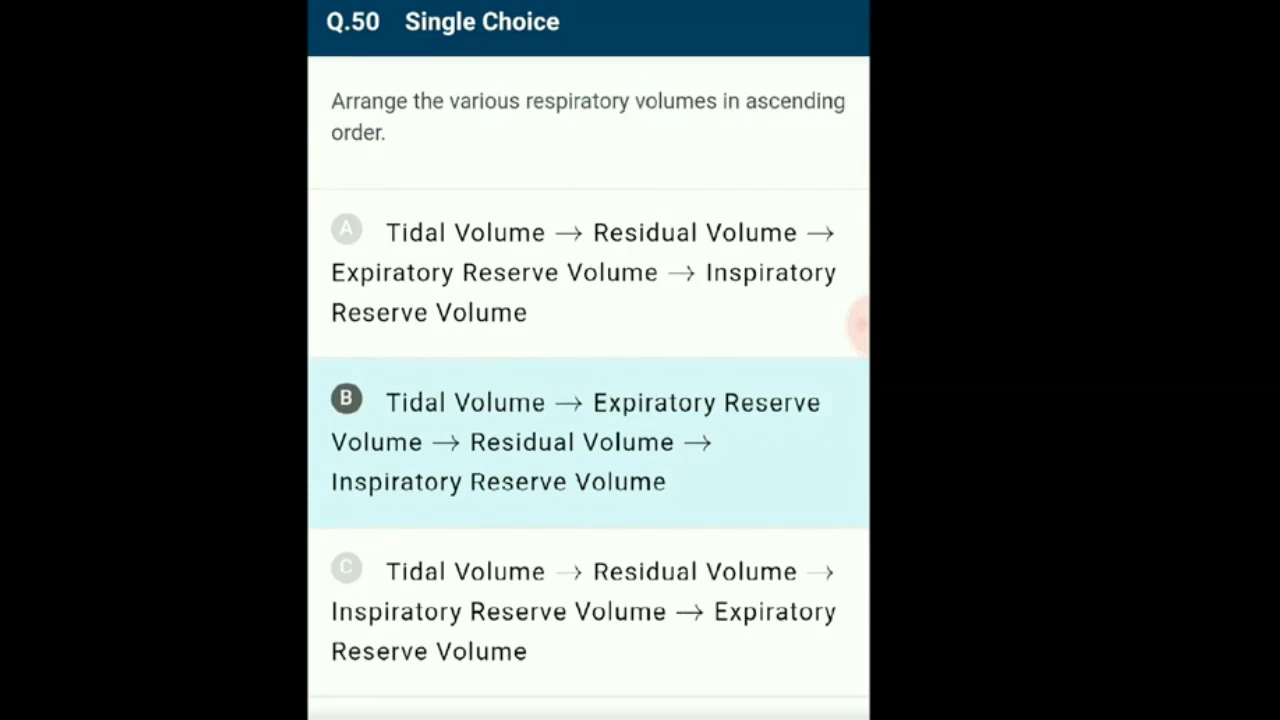 Q.50 Single Choice
Arrange the various respiratory volumes in ascending
order.
A Tidal Volume → Residual Volume →
Expiratory Reserve Volume → Inspiratory
Reserve Volume
B Tidal Volume → Expiratory Reserve
Volume → Residual Volume →
Inspiratory Reserve Volume
C Tidal Volume → Residual Volume →
Inspiratory Reserve Volume → Expiratory
Reserve Volume